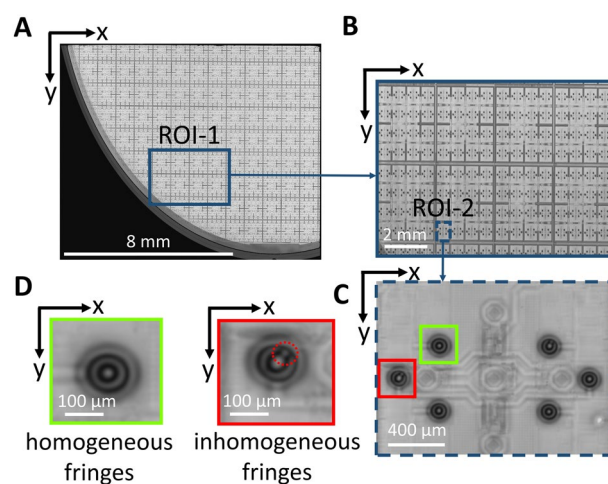 A
x
y
ROI-1
8 mm
B
x
y
ROI-2
2 mm
D
x
y
100 µm
homogeneous
fringes
x
y
100 µm
inhomogeneous
fringes
C
x
y
400 µm